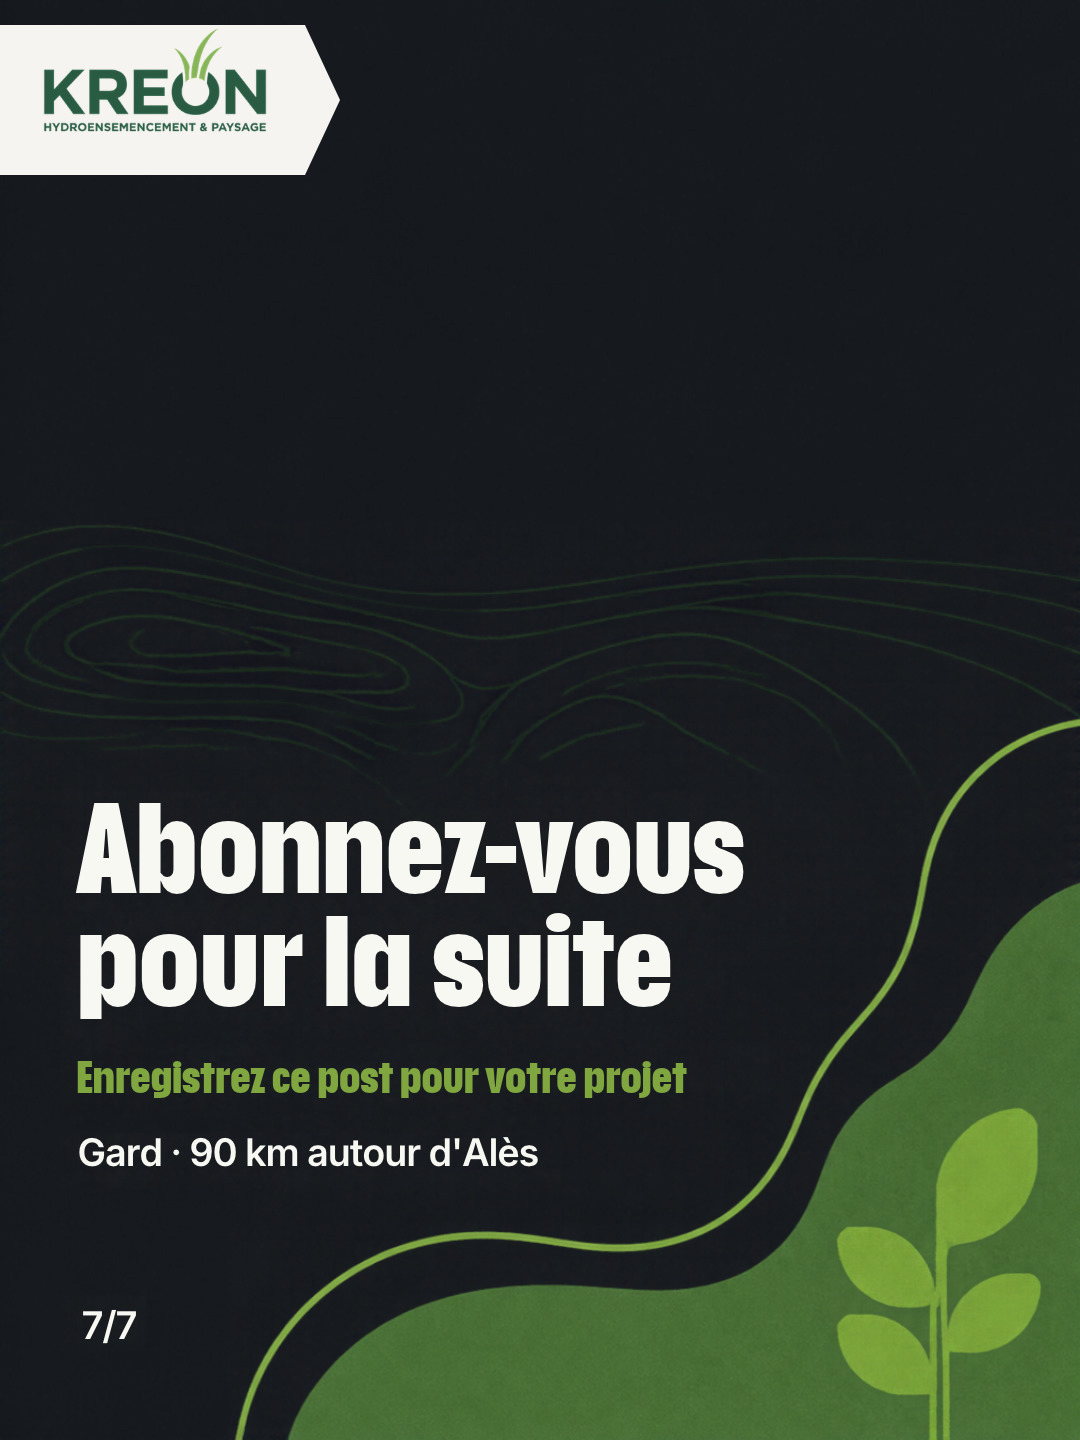 KREON
HYDROENSEMENCEMENT & PAYSAGE
Abonnez-vous
pour la suite
Enregistrez ce post pour votre projet
Gard · 90 km autour d'Alès
7/7